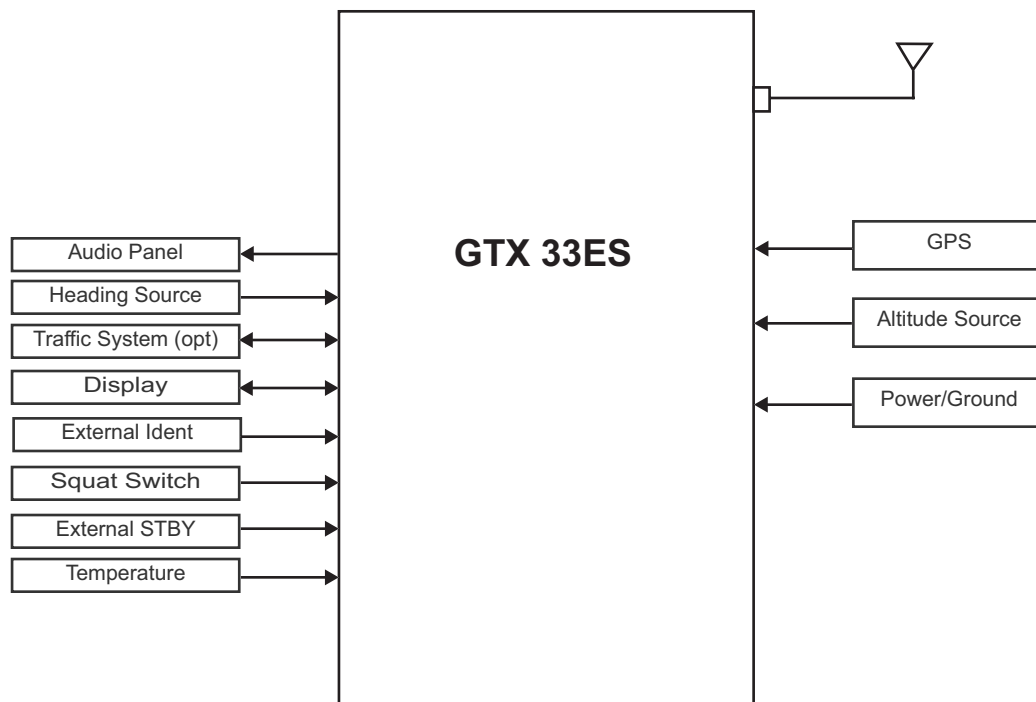 GTX 33ES
Audio Panel
Heading Source
Traffic System (opt)
Display
External Ident
Squat Switch
External STBY
Temperature
GPS
Altitude Source
Power/Ground